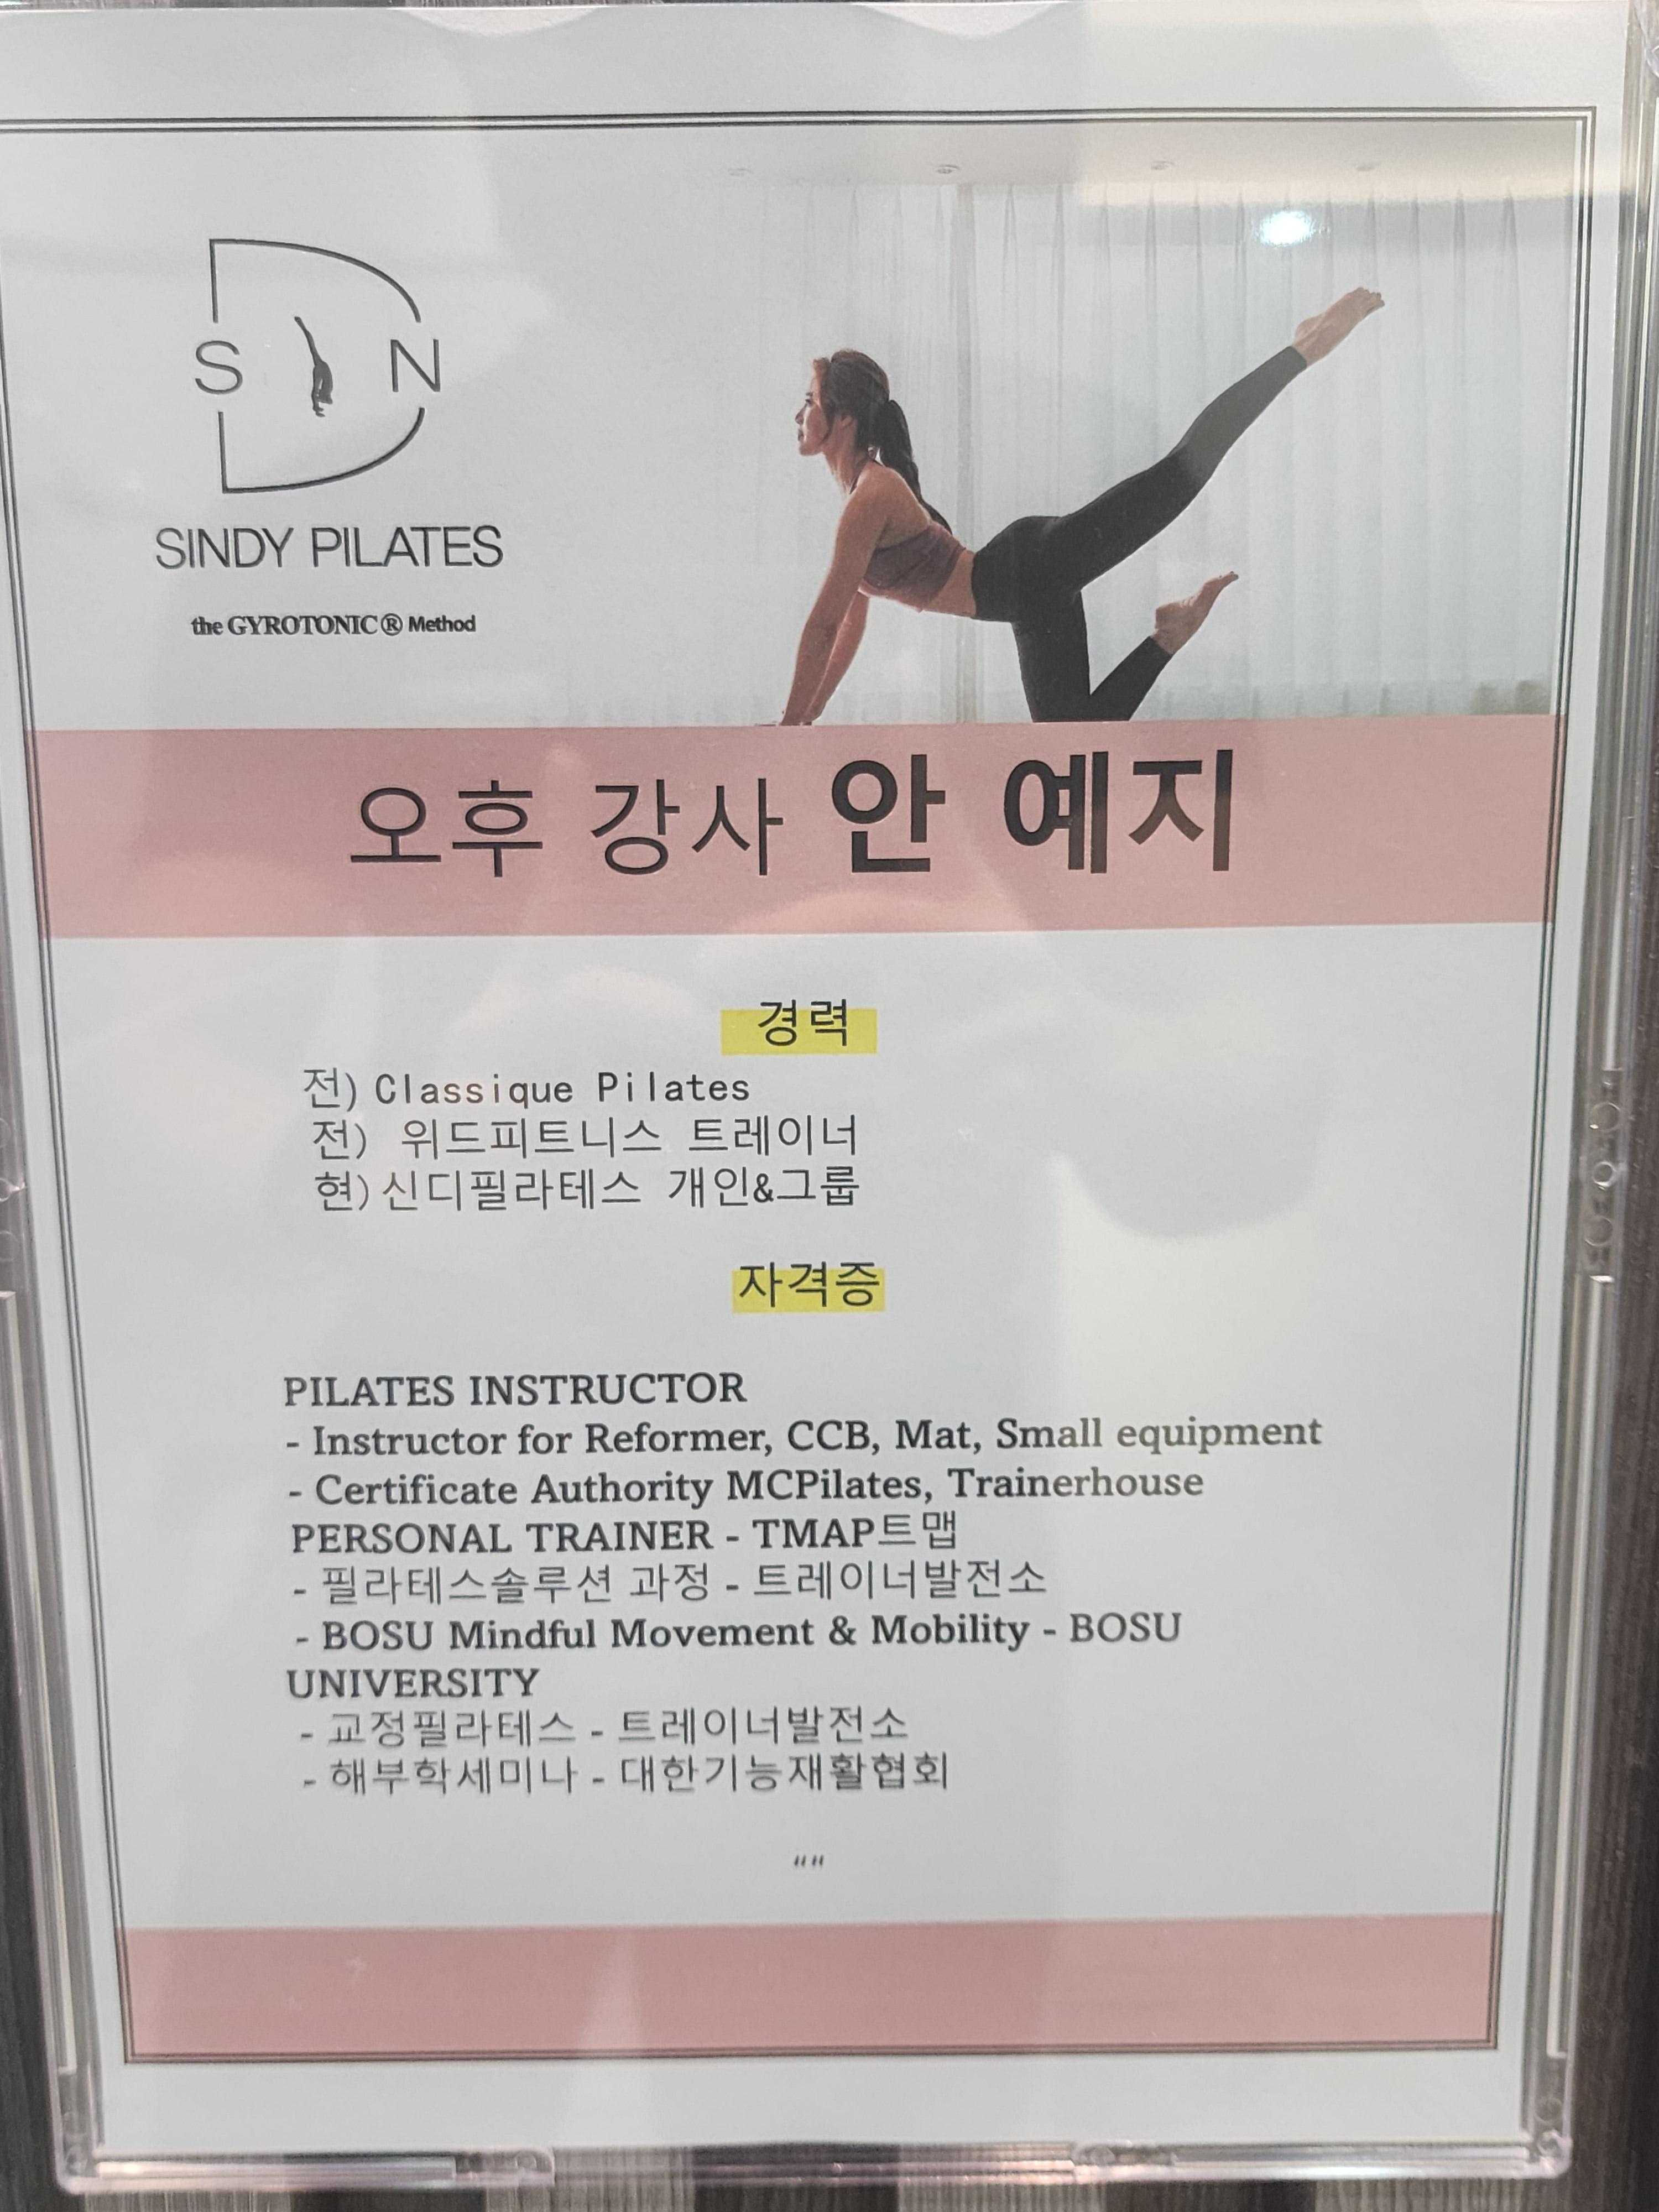 S N
SINDY PILATES
the GYROTONIC® Method
오후 강사 안 예지
경력
전) Classique Pilates
전) 위드피트니스 트레이너
현) 신디필라테스 개인&그룹
자격증
PILATES INSTRUCTOR
- Instructor for Reformer, CCB, Mat, Small equipment
- Certificate Authority MCPilates, Trainerhouse
PERSONAL TRAINER - TMAP트맵
- 필라테스솔루션 과정 - 트레이너발전소
- BOSU Mindful Movement & Mobility - BOSU
UNIVERSITY
- 교정필라테스 - 트레이너발전소
- 해부학세미나 - 대한기능재활협회
“”